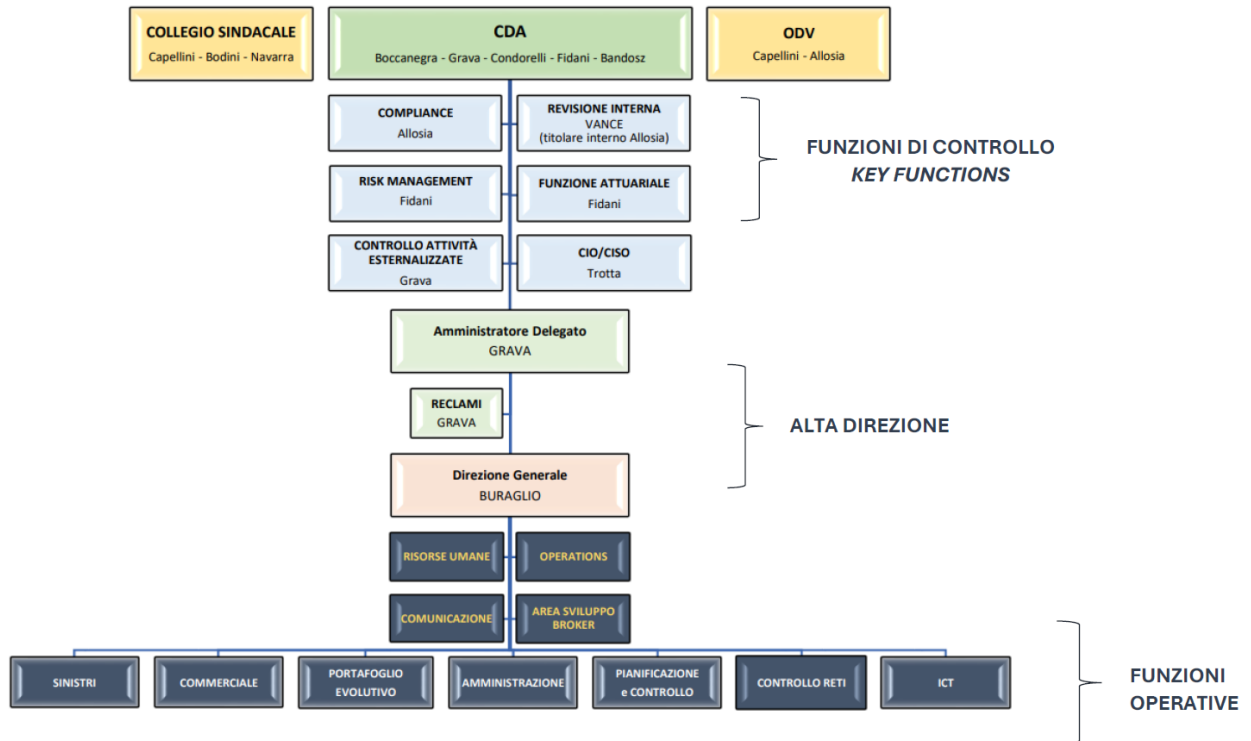 COLLEGIO SINDACALE
Capellini - Bodini - Navarra
CDA
Boccanegra - Grava - Condorelli - Fidani - Bandosz
ODV
Capellini - Allosia
COMPLIANCE
Allosia
REVISIONE INTERNA
VANCE
(titolare interno Allosia)
RISK MANAGEMENT
Fidani
FUNZIONE ATTUARIALE
Fidani
FUNZIONI DI CONTROLLO
KEY FUNCTIONS
CONTROLLO ATTIVITÀ
ESTERNALIZZATE
Grava
CIO/CISO
Trotta
Amministratore Delegato
GRAVA
RECLAMI
GRAVA
ALTA DIREZIONE
Direzione Generale
BURAGLIO
RISORSE UMANE
OPERATIONS
COMUNICAZIONE
AREA SVILUPPO
BROKER
SINISTRI
COMMERCIALE
PORTAFOGLIO
EVOLUTIVO
AMMINISTRAZIONE
PIANIFICAZIONE
e CONTROLLO
CONTROLLO RETI
ICT
FUNZIONI
OPERATIVE